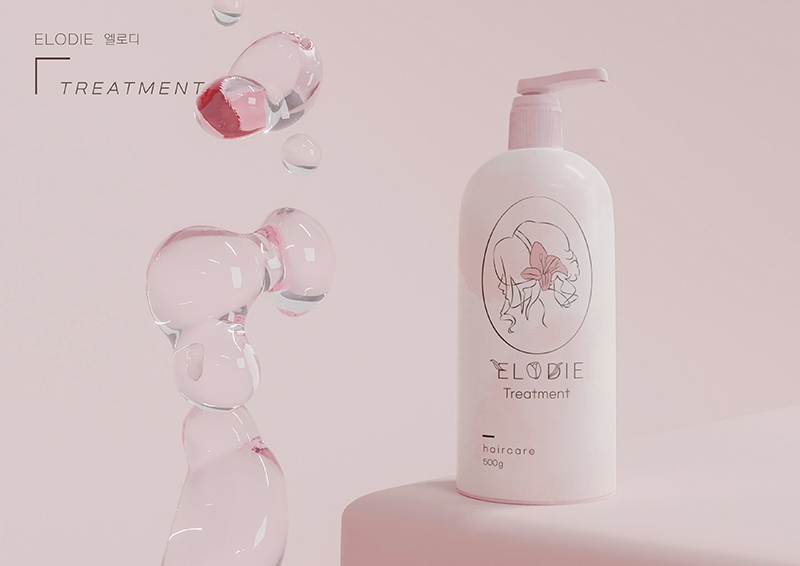 ELODIE 엘로디
TREATMENT
ELODIE
Treatment
haircare
500g